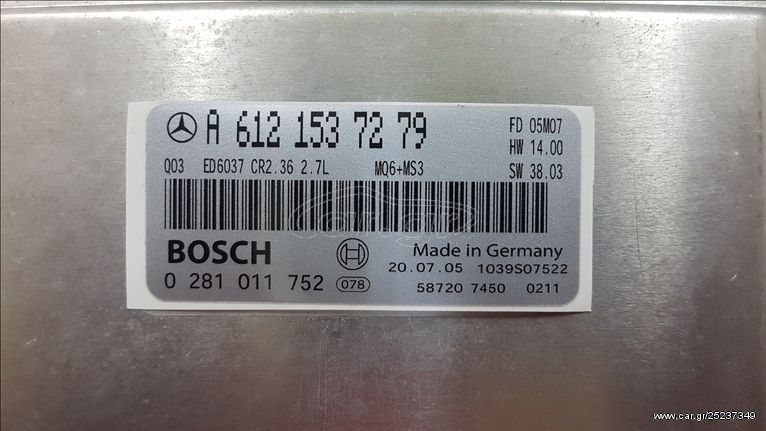 A 612 153 72 79
FD 05M07
HW 14.00
Q03 ED6037 CR2.36 2.7L MQ6+MS3 SW 38.03
car.gr
BOSCH
Made in Germany
20.07.05 1039S07522
0 281 011 752 078
58720 7450 0211
www.car.gr/25237349